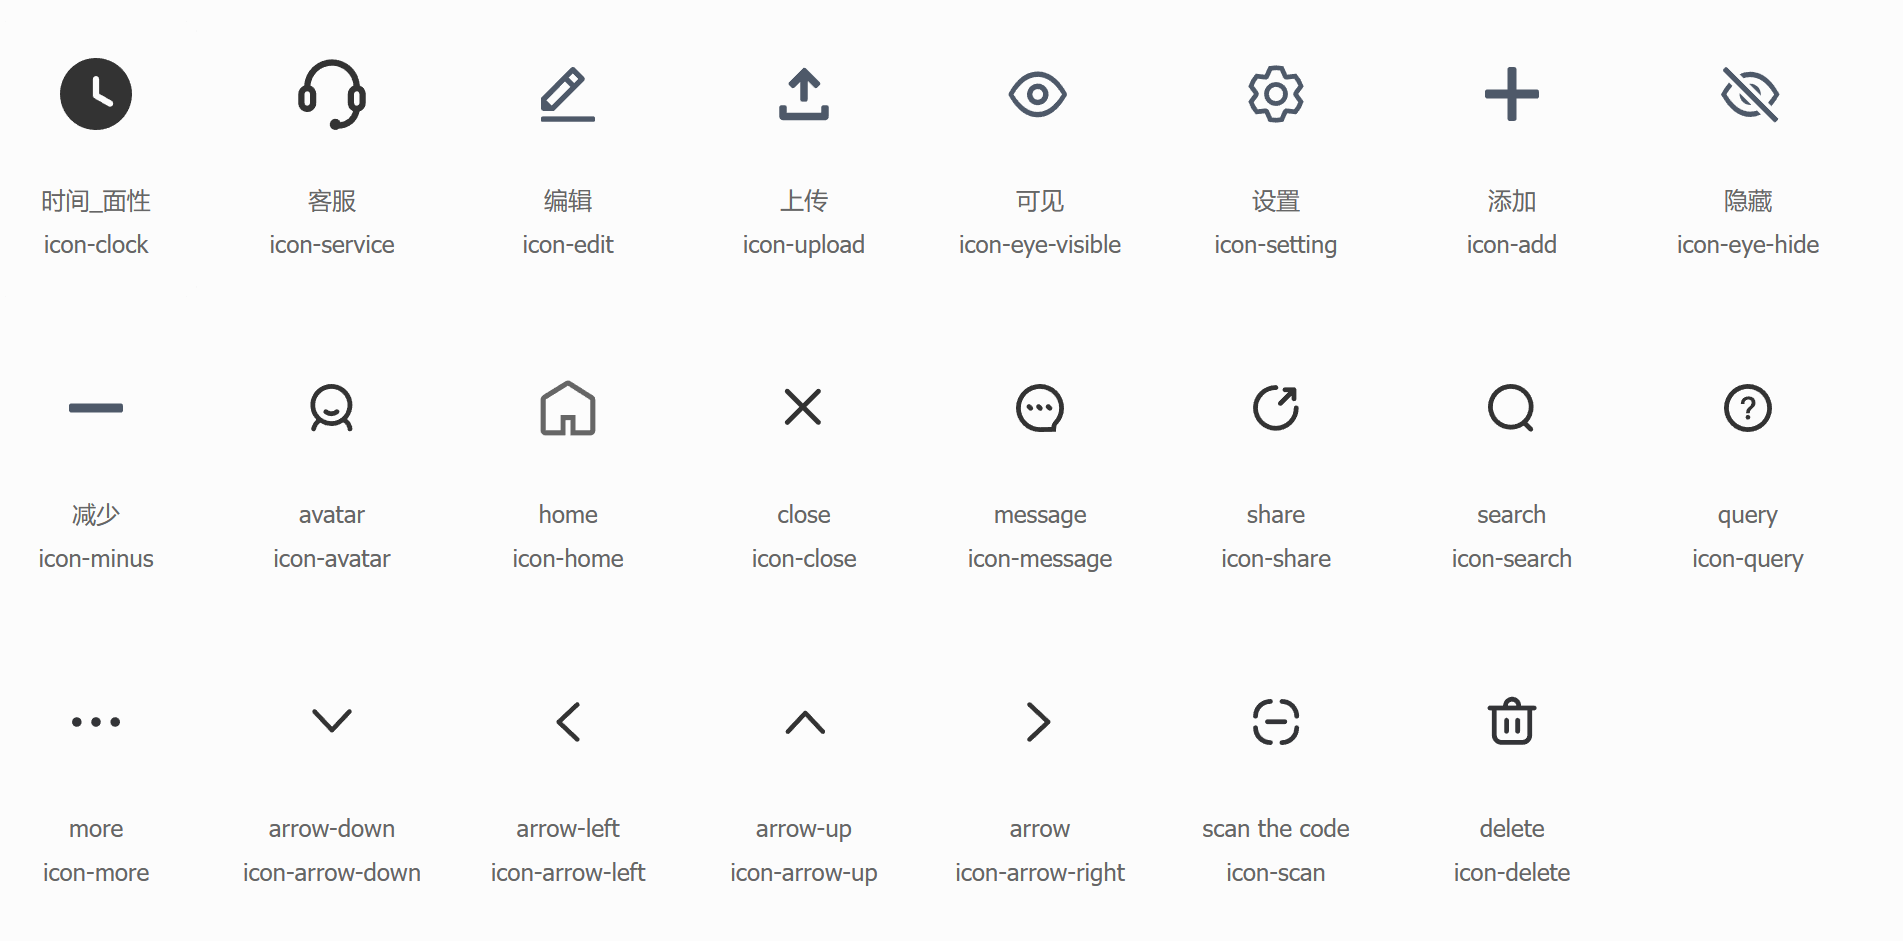 时间_面性
客服
编辑
上传
可见
设置
添加
隐藏
icon-clock
icon-service
icon-edit
icon-upload
icon-eye-visible
icon-setting
icon-add
icon-eye-hide
减少
avatar
home
close
message
share
search
query
icon-minus
icon-avatar
icon-home
icon-close
icon-message
icon-share
icon-search
icon-query
more
arrow-down
arrow-left
arrow-up
arrow
scan the code
delete
icon-more
icon-arrow-down
icon-arrow-left
icon-arrow-up
icon-arrow-right
icon-scan
icon-delete